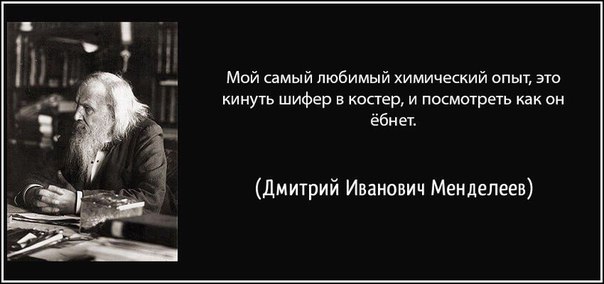 Мой самый любимый химический опыт, это
кинуть шифер в костер, и посмотреть как он
ёбнет.
(Дмитрий Иванович Менделеев)